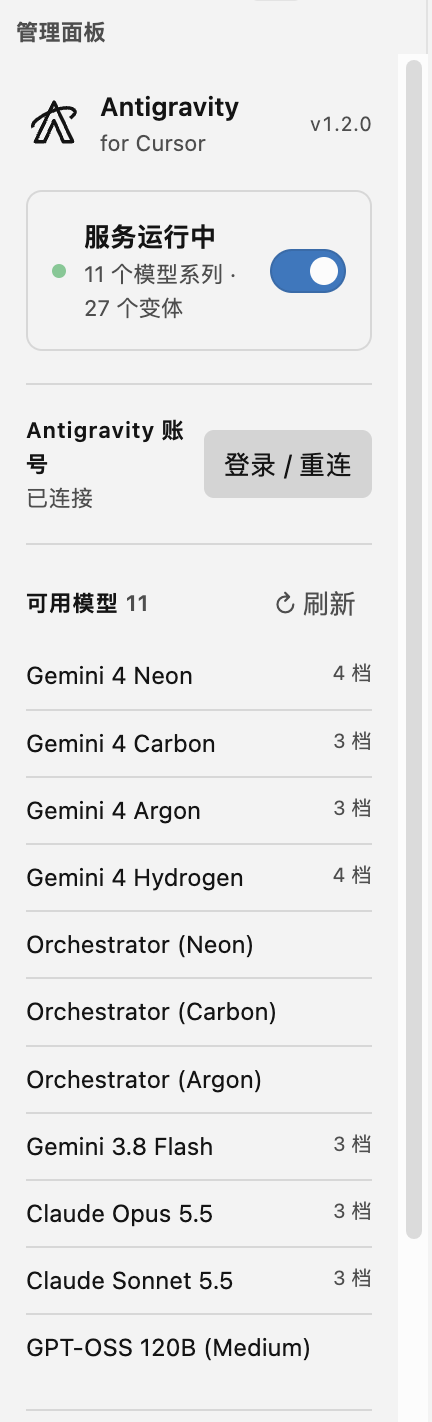 管理面板
Antigravity
for Cursor
v1.2.0
服务运行中
11 个模型系列 ·
27 个变体
Antigravity 账
号
已连接
登录 / 重连
可用模型 11
刷新
Gemini 4 Neon 4 档
Gemini 4 Carbon 3 档
Gemini 4 Argon 3 档
Gemini 4 Hydrogen 4 档
Orchestrator (Neon)
Orchestrator (Carbon)
Orchestrator (Argon)
Gemini 3.8 Flash 3 档
Claude Opus 5.5 3 档
Claude Sonnet 5.5 3 档
GPT-OSS 120B (Medium)